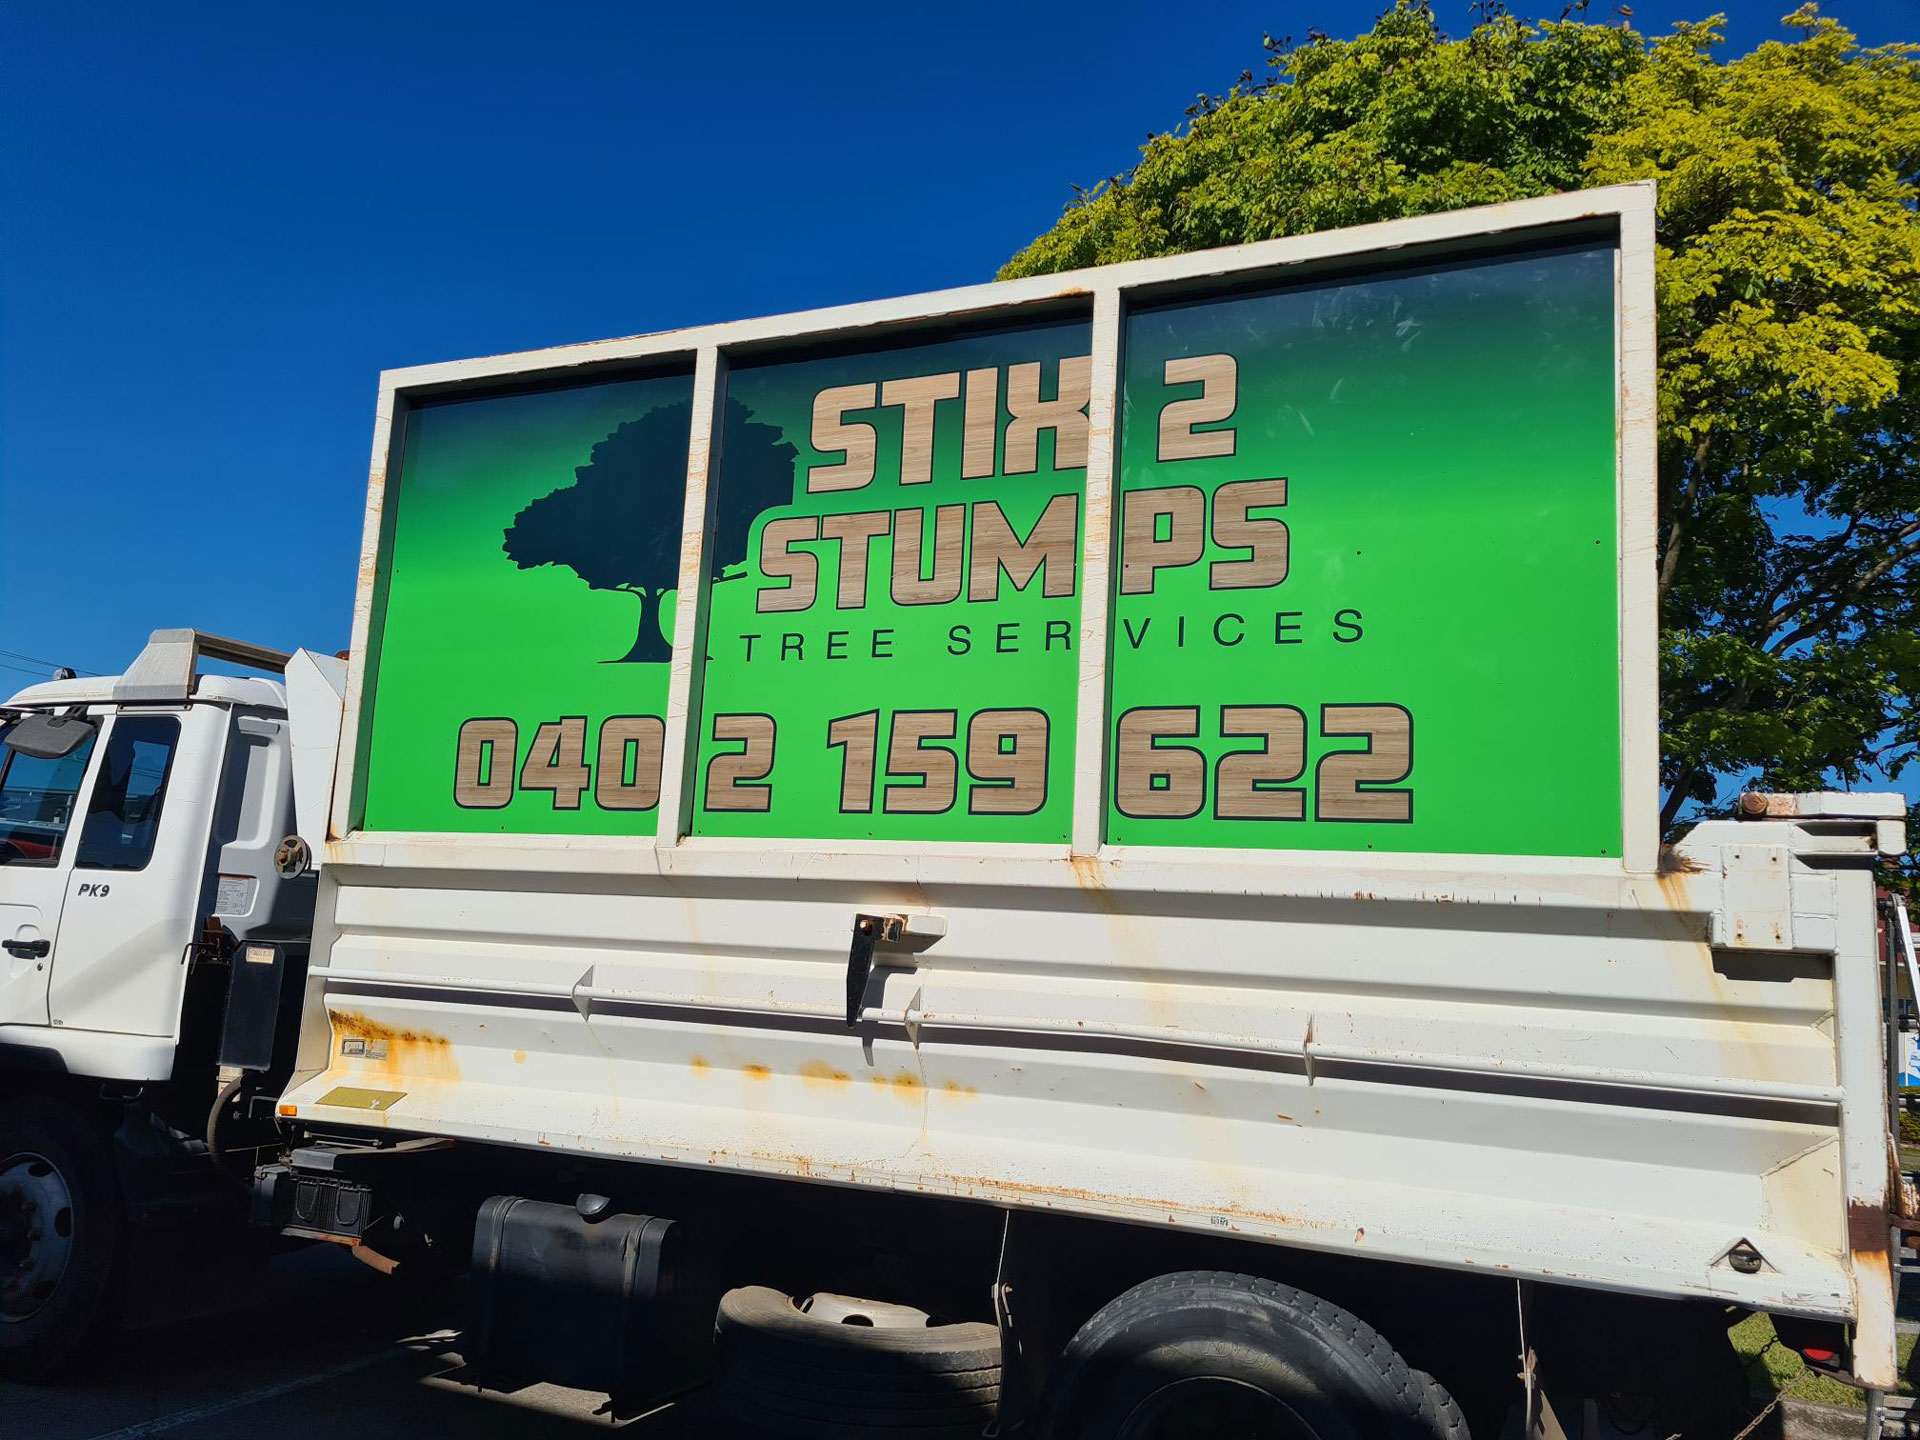 STIX 2
STUMPS
TREE SERVICES
0402 159 622
PK9